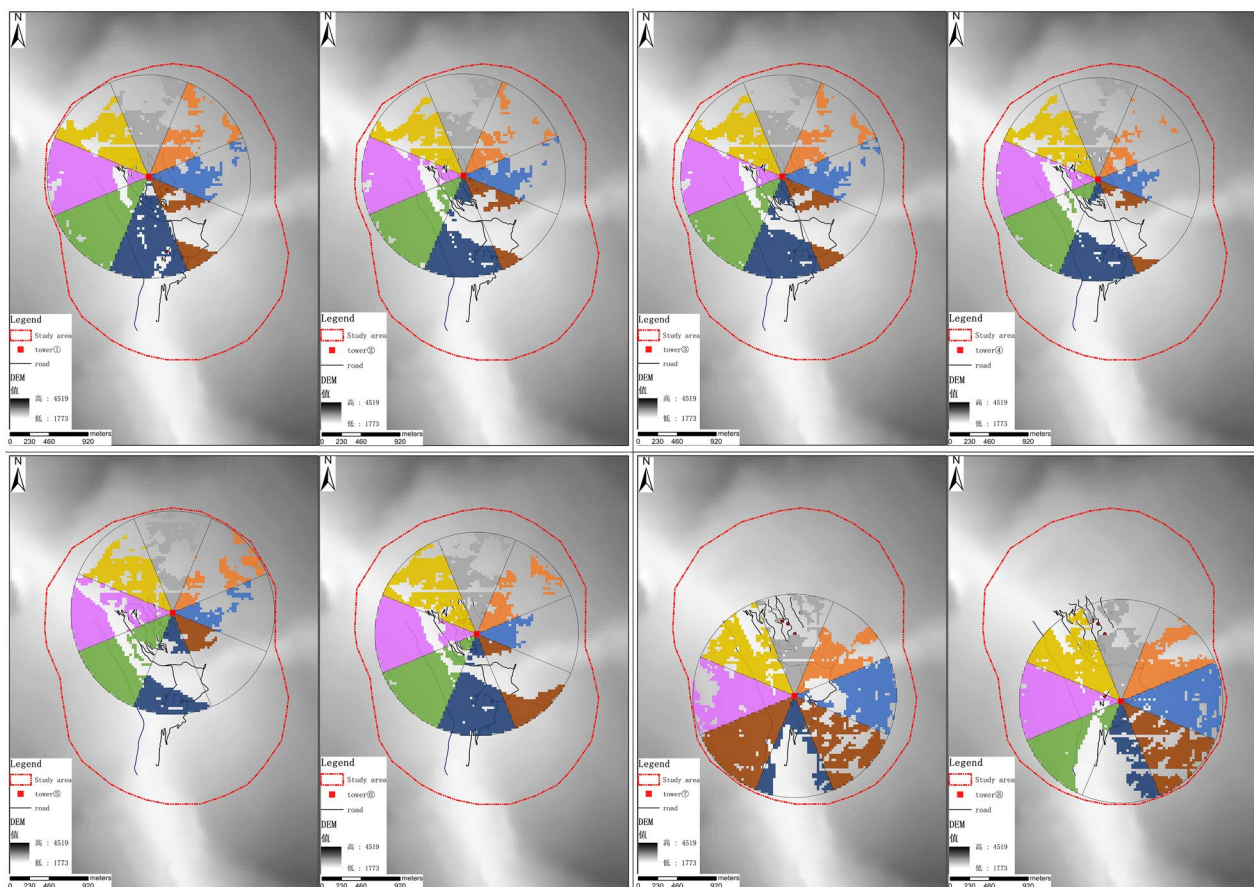 N
Legend
Study area
tower①
road
DEM
值
高 : 4519
低 : 1773
0 230 460 920 meters
N
Legend
Study area
tower②
road
DEM
值
高 : 4519
低 : 1773
0 230 460 920 meters
N
Legend
Study area
tower③
road
DEM
值
高 : 4519
低 : 1773
0 230 460 920 meters
N
Legend
Study area
tower④
road
DEM
值
高 : 4519
低 : 1773
0 230 460 920 meters
N
Legend
Study area
tower⑤
road
DEM
值
高 : 4519
低 : 1773
0 230 460 920 meters
N
Legend
Study area
tower⑥
road
DEM
值
高 : 4519
低 : 1773
0 230 460 920 meters
N
Legend
Study area
tower⑦
road
DEM
值
高 : 4519
低 : 1773
0 230 460 920 meters
N
Legend
Study area
tower⑧
road
DEM
值
高 : 4519
低 : 1773
0 230 460 920 meters